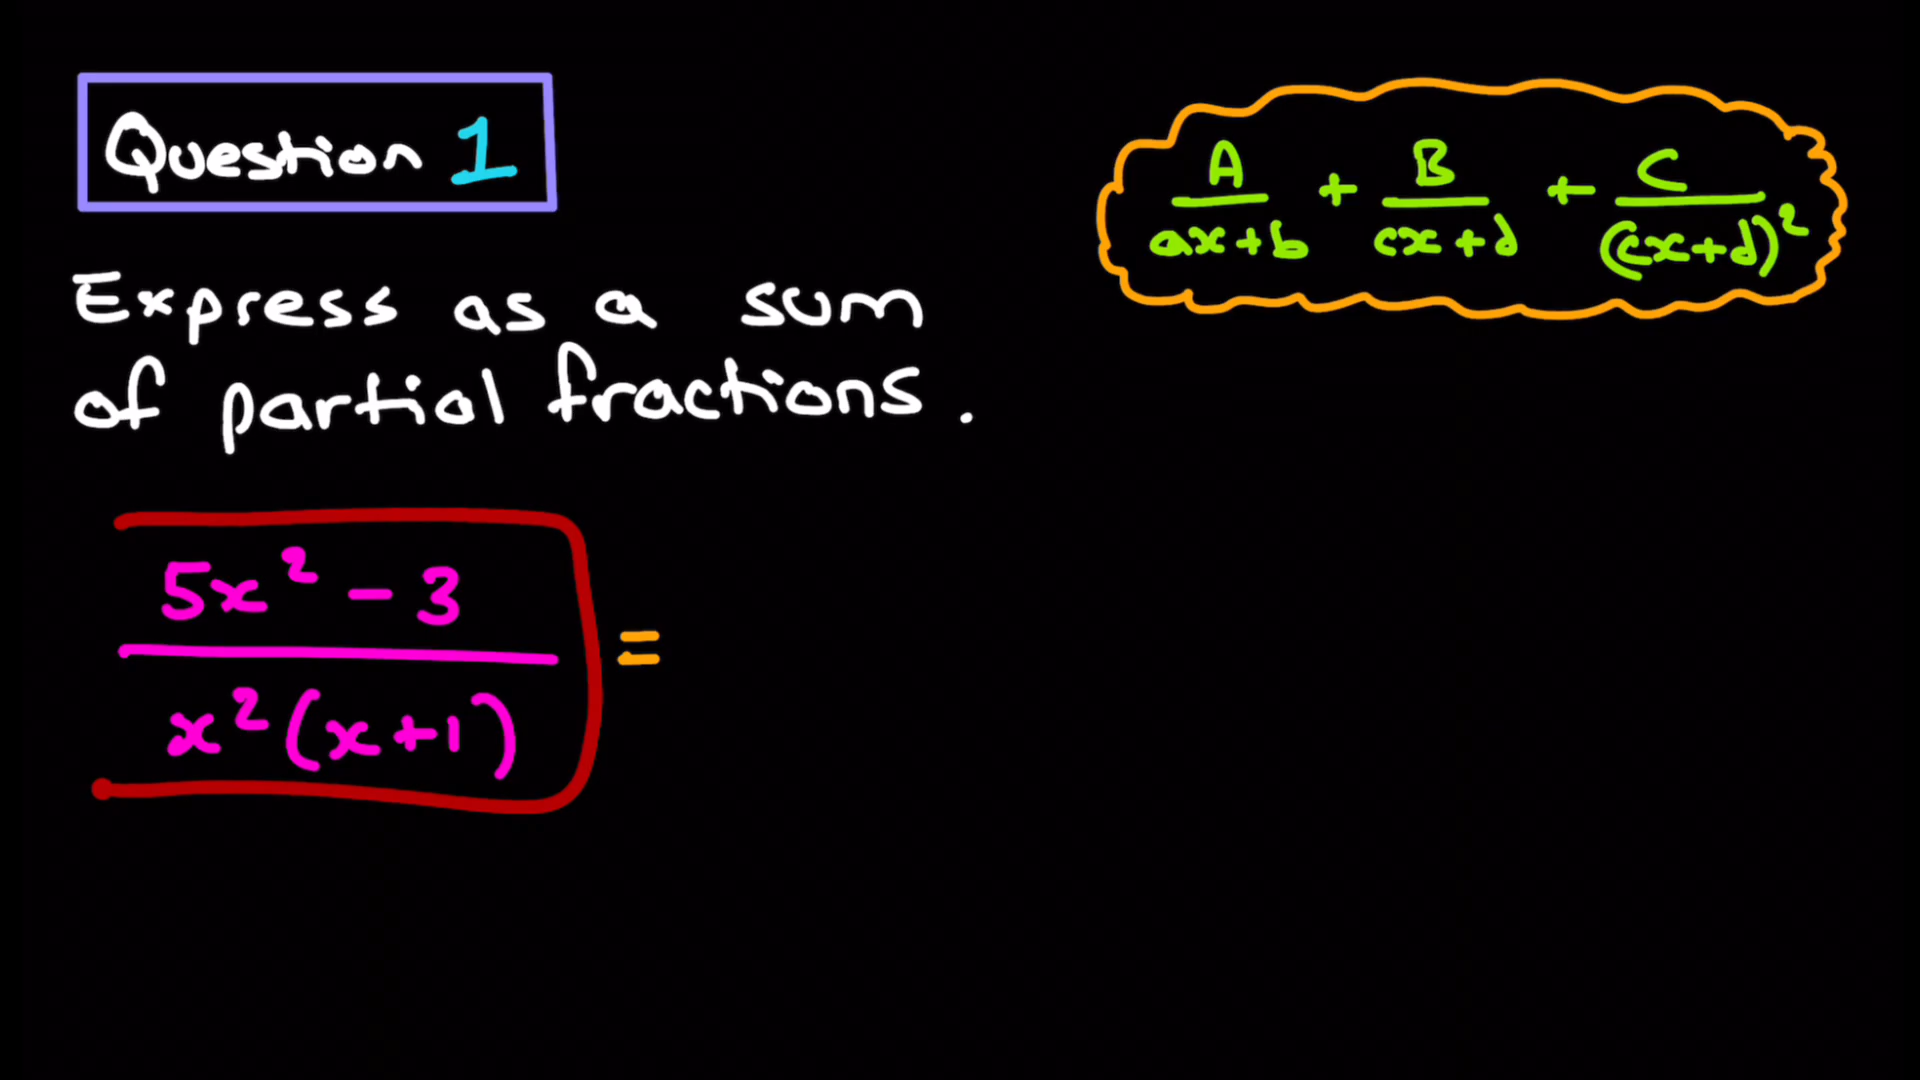 Question 1
A/(ax+b) + B/(cx+d) + C/(cx+d)²
Express as a sum
of partial fractions.
(5x² - 3)/(x²(x+1)) =